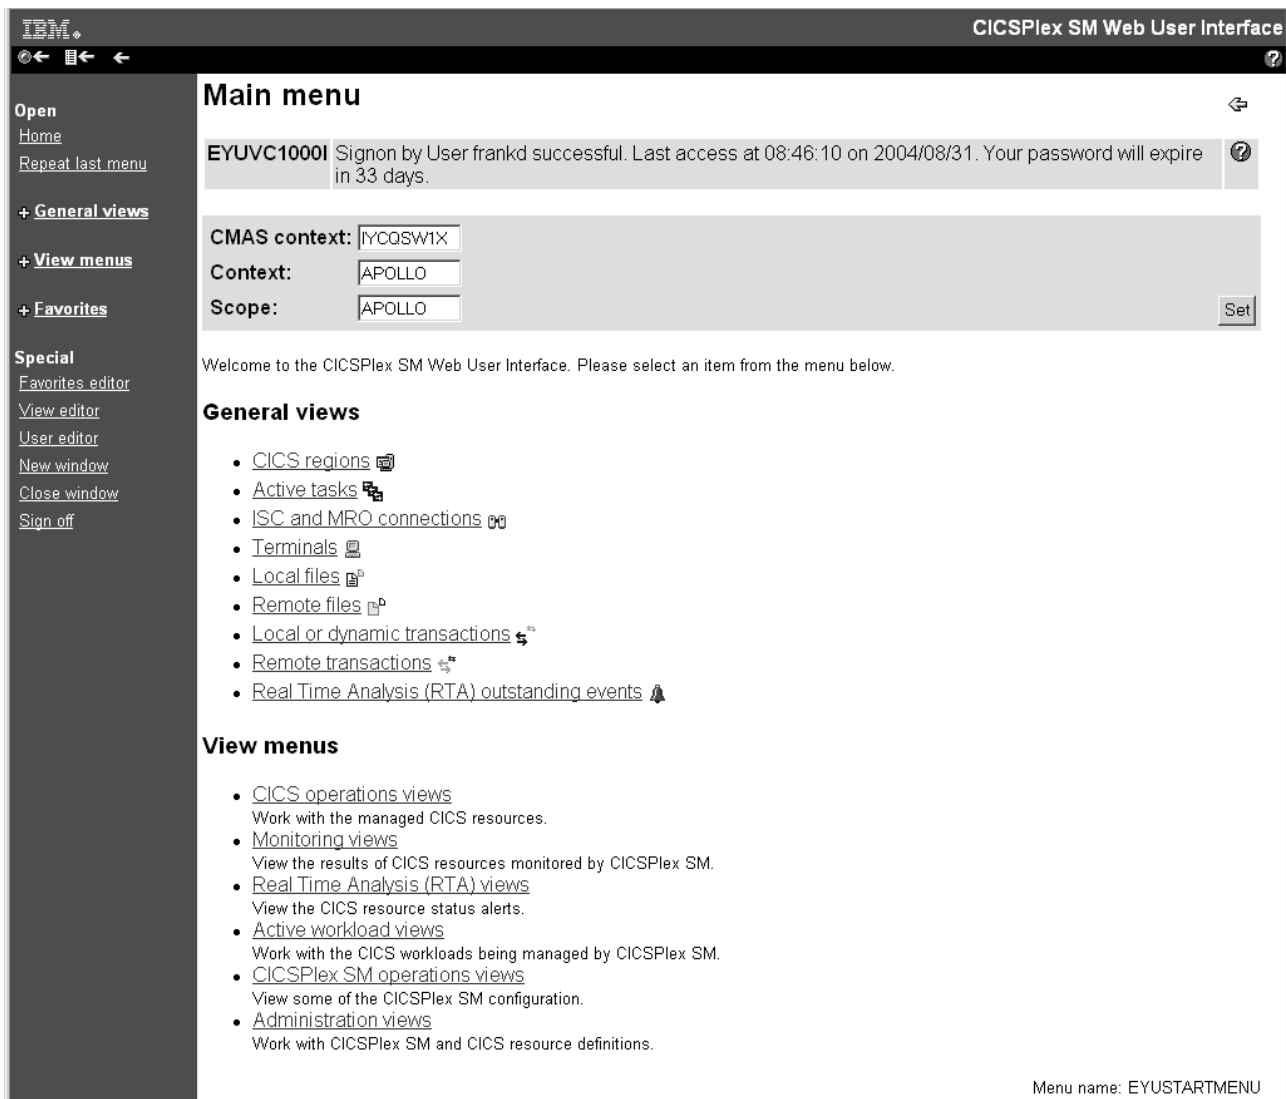 IBM.
CICSPlex SM Web User Interface
Main menu
Open
Home
Repeat last menu
+ General views
+ View menus
+ Favorites
Special
Favorites editor
View editor
User editor
New window
Close window
Sign off
EYUVC1000I Signon by User frankd successful. Last access at 08:46:10 on 2004/08/31. Your password will expire
in 33 days.
CMAS context: IYCQSW1X
Context: APOLLO
Scope: APOLLO
Set
Welcome to the CICSPlex SM Web User Interface. Please select an item from the menu below.
General views
• CICS regions
• Active tasks
• ISC and MRO connections
• Terminals
• Local files
• Remote files
• Local or dynamic transactions
• Remote transactions
• Real Time Analysis (RTA) outstanding events
View menus
• CICS operations views
Work with the managed CICS resources.
• Monitoring views
View the results of CICS resources monitored by CICSPlex SM.
• Real Time Analysis (RTA) views
View the CICS resource status alerts.
• Active workload views
Work with the CICS workloads being managed by CICSPlex SM.
• CICSPlex SM operations views
View some of the CICSPlex SM configuration.
• Administration views
Work with CICSPlex SM and CICS resource definitions.
Menu name: EYUSTARTMENU